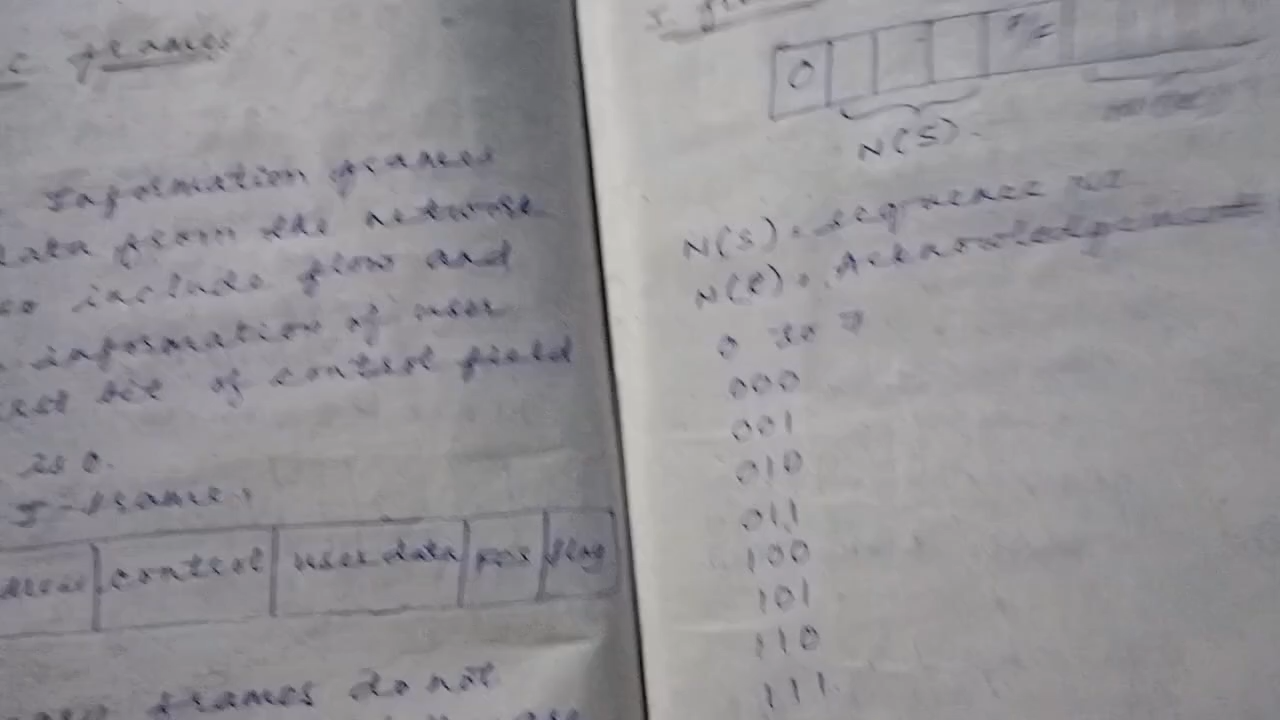 frames
Information frames
data from the network
include flow and
information of user
bit of control field
is 0.
I-frame,
control user data flag
frames do not
0 P/F
N(S).
N(S) = sequence
N(R) = Acknowledgement
0 to 7
000
001
010
011
100
101
110
111